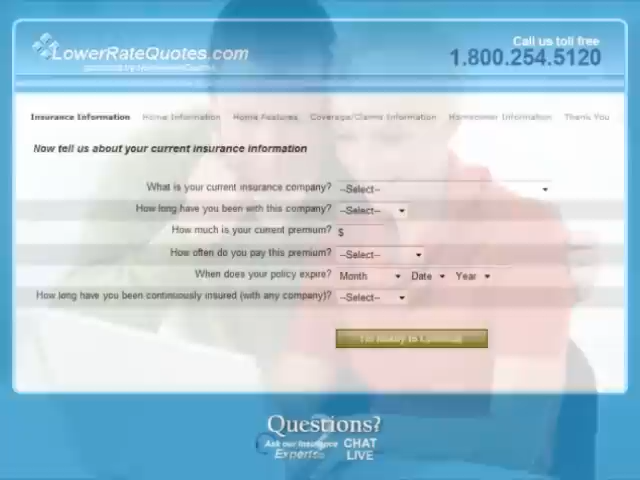 LowerRateQuotes.com
Call us toll free
1.800.254.5120
Insurance Information Home Information Home Features Coverage/Claims Information Homeowner Information Thank You
Now tell us about your current insurance information
What is your current insurance company? --Select--
How long have you been with this company? --Select--
How much is your current premium? $
How often do you pay this premium? --Select--
When does your policy expire? Month Date Year
How long have you been continuously insured (with any company)? --Select--
I'm Ready to Continue
Questions?
Ask our Insurance
Experts
CHAT
LIVE